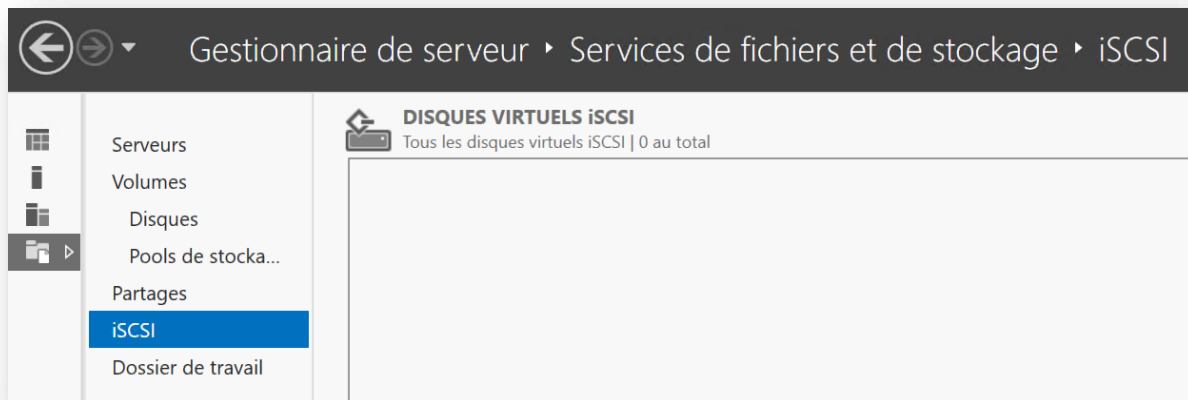 Gestionnaire de serveur ‣ Services de fichiers et de stockage ‣ iSCSI
Serveurs
Volumes
Disques
Pools de stocka...
Partages
iSCSI
Dossier de travail
DISQUES VIRTUELS iSCSI
Tous les disques virtuels iSCSI | 0 au total